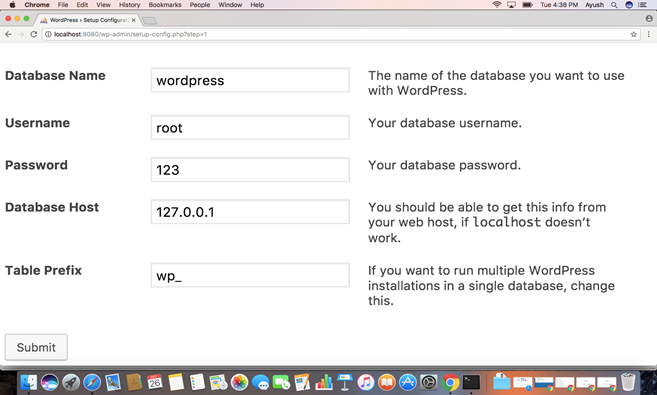 Chrome File Edit View History Bookmarks People Window Help Tue 4:38 PM Ayush
WordPress › Setup Configurat
Ayush
localhost:8080/wp-admin/setup-config.php?step=1
Database Name wordpress The name of the database you want to use
with WordPress.
Username root Your database username.
Password 123 Your database password.
Database Host 127.0.0.1 You should be able to get this info from
your web host, if localhost doesn’t
work.
Table Prefix wp_ If you want to run multiple WordPress
installations in a single database, change
this.
Submit
26